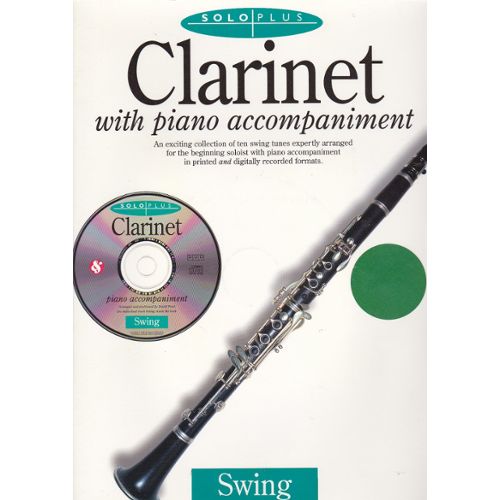 SOLO PLUS
Clarinet
with piano accompaniment
An exciting collection of ten swing tunes expertly arranged
for the beginning soloist with piano accompaniment
in printed and digitally recorded formats.
SOLO PLUS
Clarinet
piano accompaniment
Swing
Swing